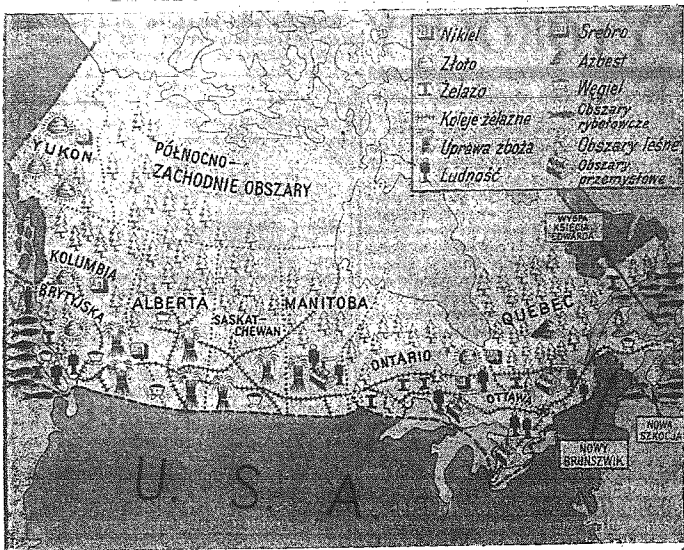 Nikiel
Srebro
Złoto
Azbest
Żelazo
Węgiel
Koleje żelazne
Obszary
rybołowcze
Uprawa zboża
Obszary leśne
Ludność
Obszary
przemysłowe
YUKON
PÓŁNOCNO-
ZACHODNIE OBSZARY
WYSPA
KSIĘCIA
EDWARDA
KOLUMBIA
BRYTYJSKA
ALBERTA
SASKAT-
CHEWAN
MANITOBA
QUEBEC
ONTARIO
OTTAWA
NOWA
SZKOCJA
NOWY
BRUNSZWIK
U. S. A.